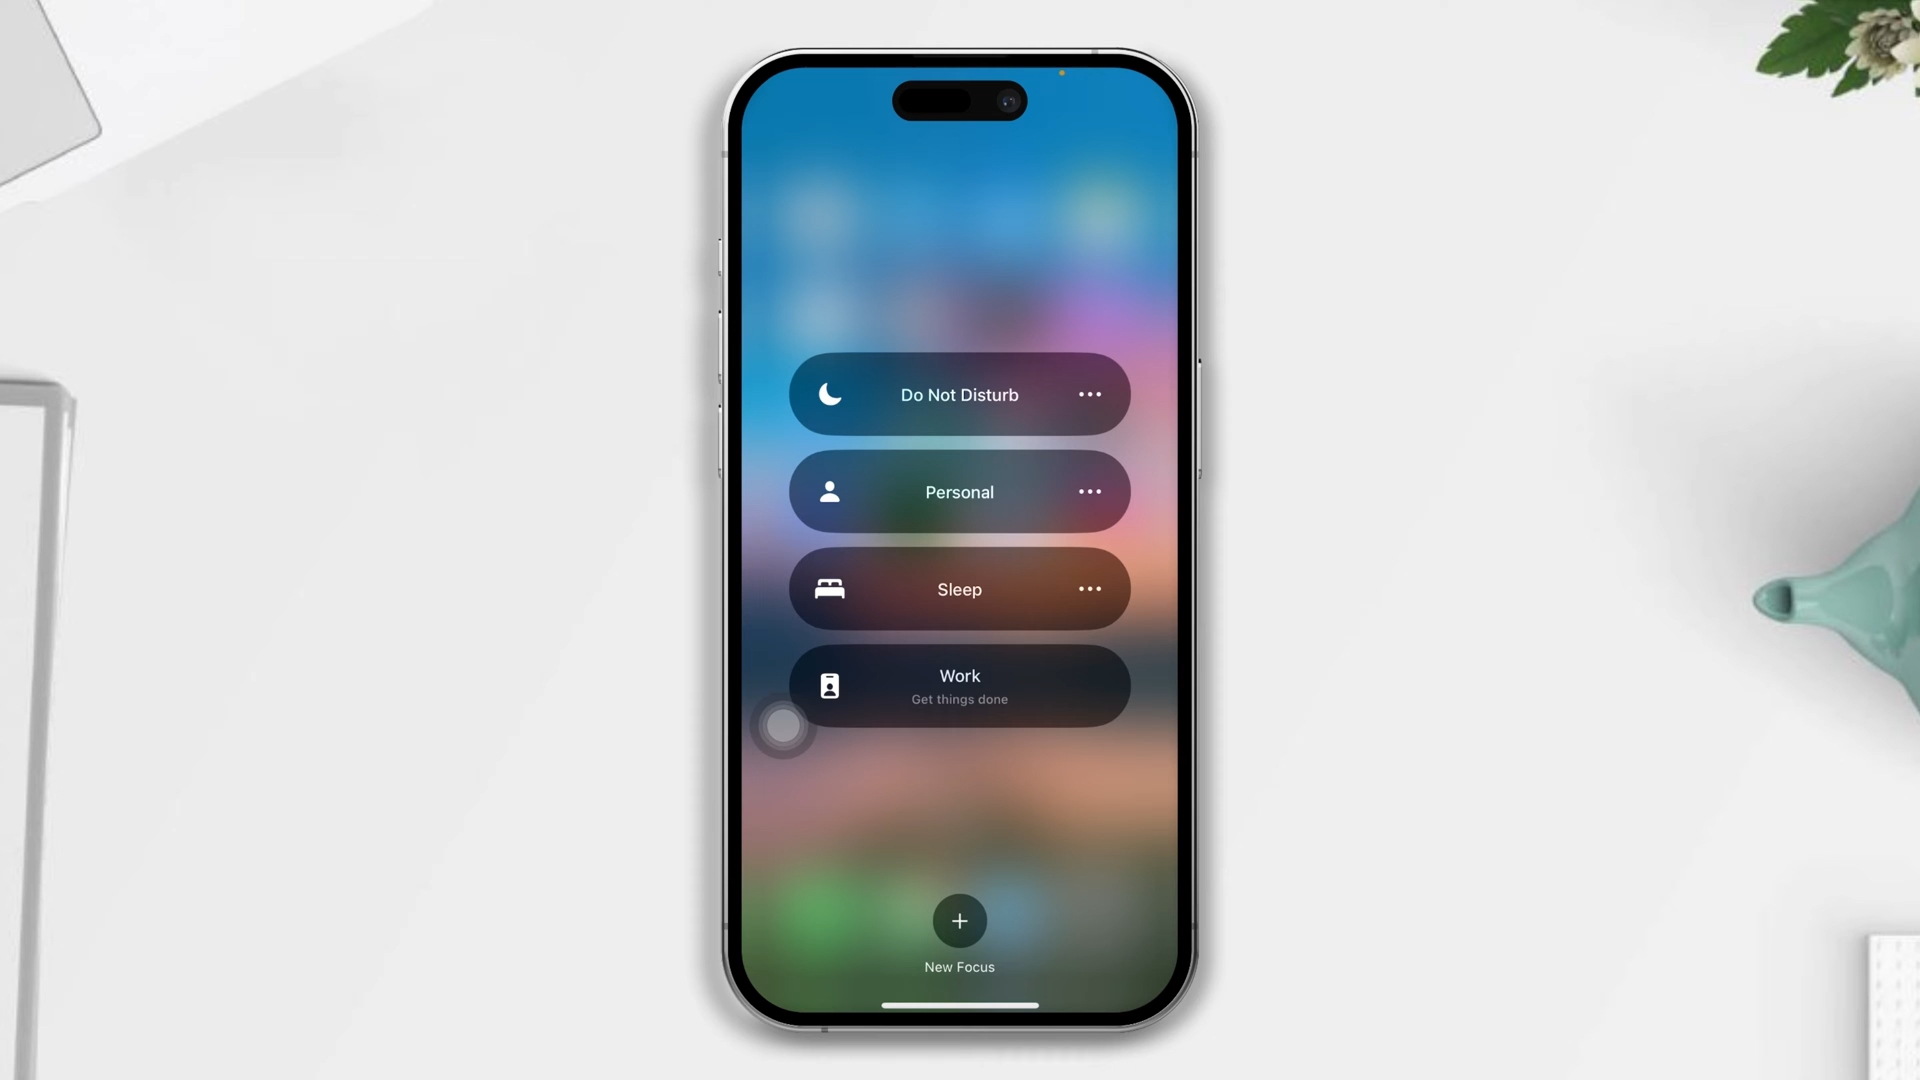 Do Not Disturb
Personal
Sleep
Work
Get things done
New Focus